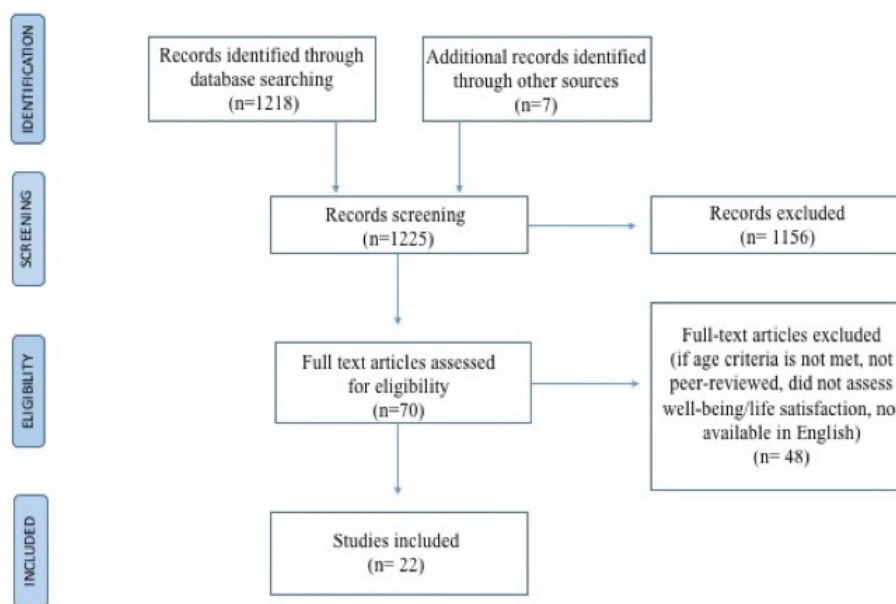 IDENTIFICATION
Records identified through
database searching
(n=1218)
Additional records identified
through other sources
(n=7)
SCREENING
Records screening
(n=1225)
Records excluded
(n= 1156)
ELIGIBILITY
Full text articles assessed
for eligibility
(n=70)
Full-text articles excluded
(if age criteria is not met, not
peer-reviewed, did not assess
well-being/life satisfaction, no
available in English)
(n= 48)
INCLUDED
Studies included
(n= 22)